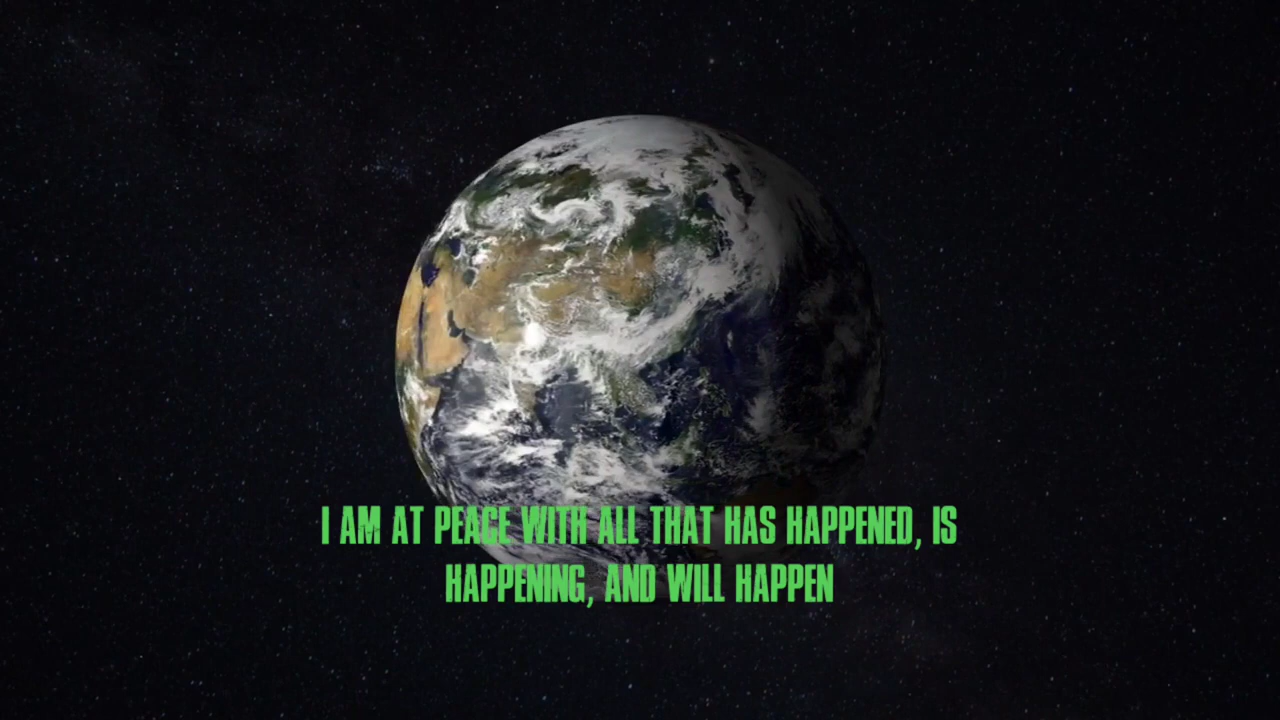 I AM AT PEACE WITH ALL THAT HAS HAPPENED, IS
HAPPENING, AND WILL HAPPEN